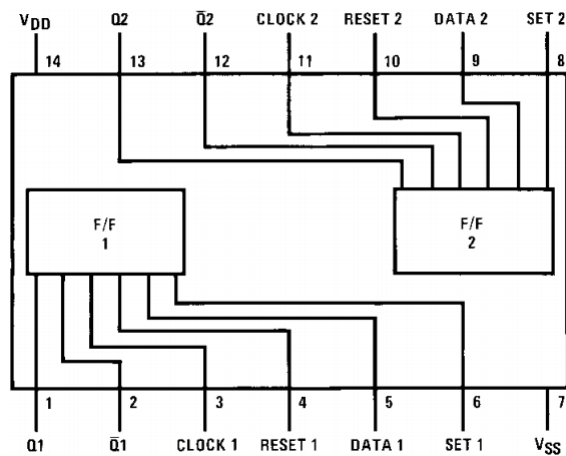 VDD Q2 Q̅2 CLOCK 2 RESET 2 DATA 2 SET 2
14 13 12 11 10 9 8
F/F
1
F/F
2
1 2 3 4 5 6 7
Q1 Q̅1 CLOCK 1 RESET 1 DATA 1 SET 1 VSS